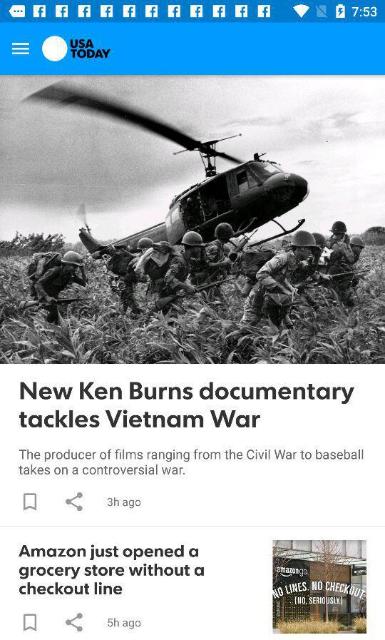 7:53
USA
TODAY
New Ken Burns documentary
tackles Vietnam War
The producer of films ranging from the Civil War to baseball
takes on a controversial war.
3h ago
Amazon just opened a
grocery store without a
checkout line
amazon go
NO LINES. NO CHECKOUT.
(NO, SERIOUSLY.)
5h ago